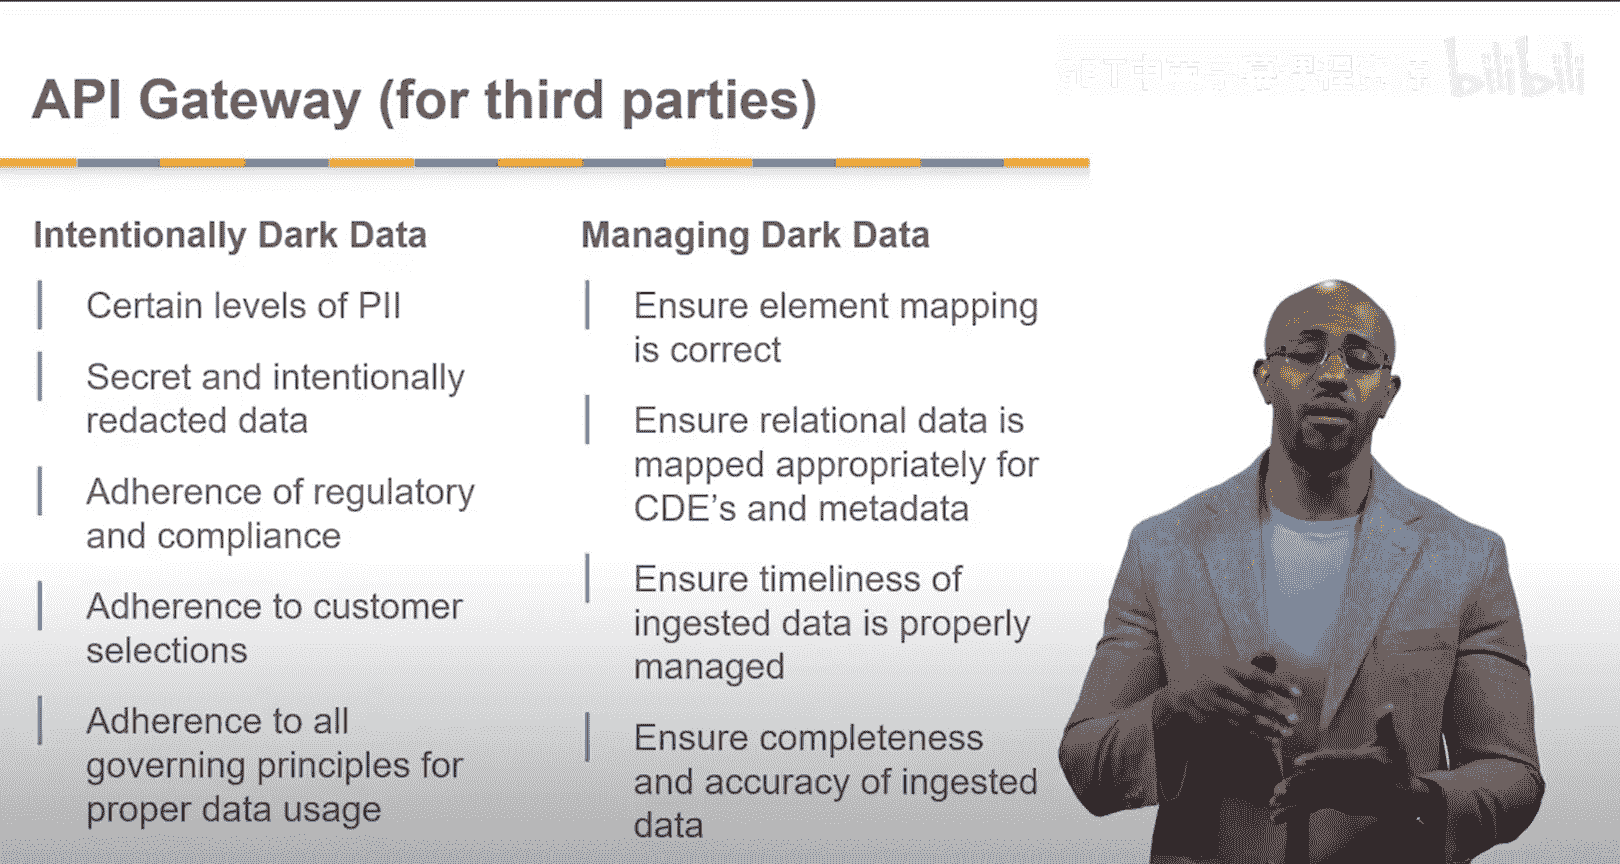 API Gateway (for third parties)
bilibili
Intentionally Dark Data
Certain levels of PII
Secret and intentionally
redacted data
Adherence of regulatory
and compliance
Adherence to customer
selections
Adherence to all
governing principles for
proper data usage
Managing Dark Data
Ensure element mapping
is correct
Ensure relational data is
mapped appropriately for
CDE's and metadata
Ensure timeliness of
ingested data is properly
managed
Ensure completeness
and accuracy of ingested
data